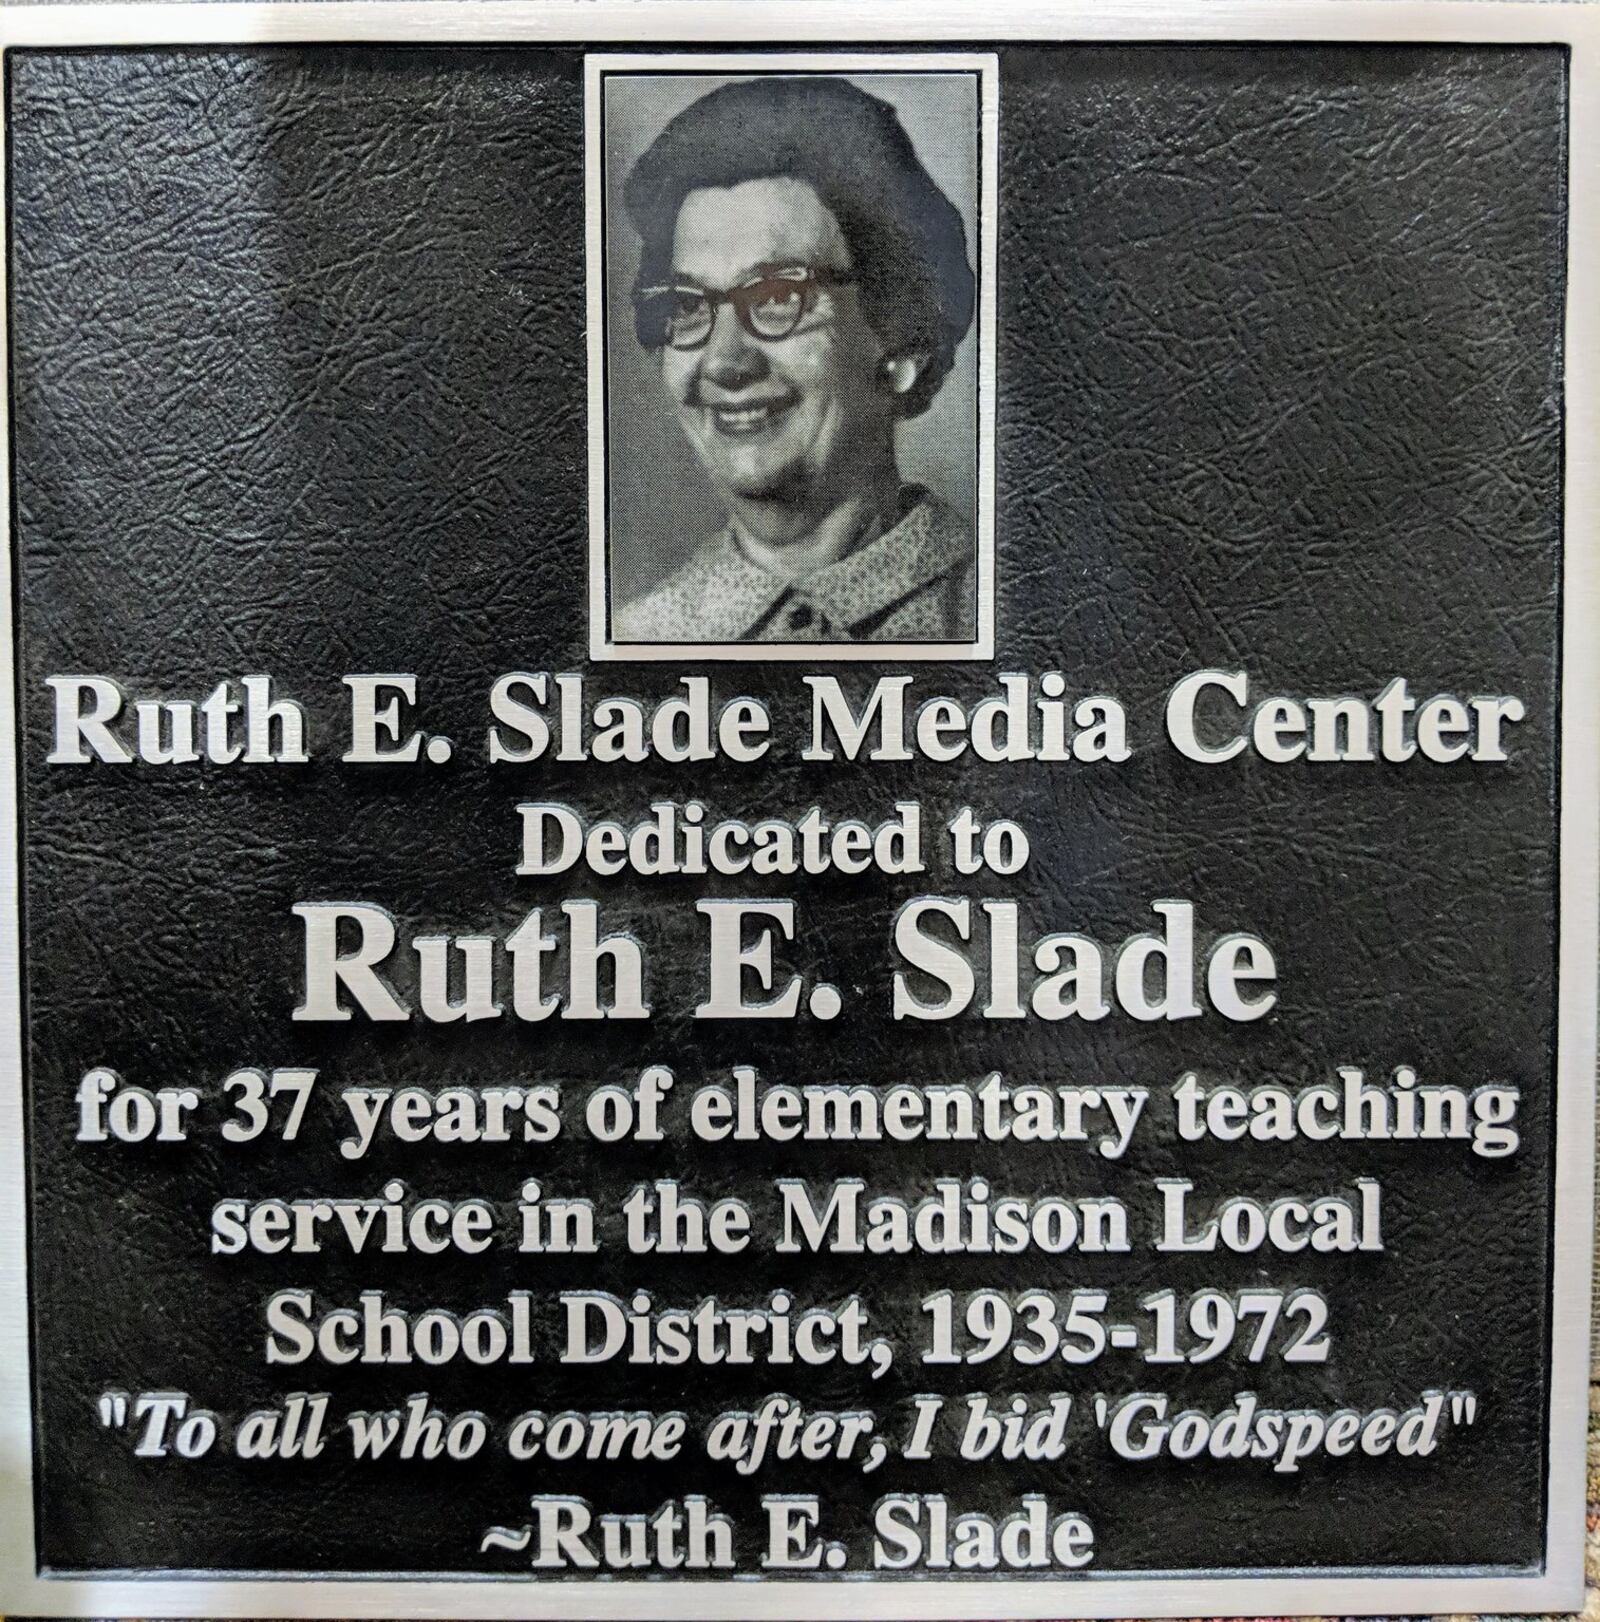 Ruth E. Slade Media Center
Dedicated to
Ruth E. Slade
for 37 years of elementary teaching
service in the Madison Local
School District, 1935-1972
"To all who come after, I bid 'Godspeed"
~Ruth E. Slade